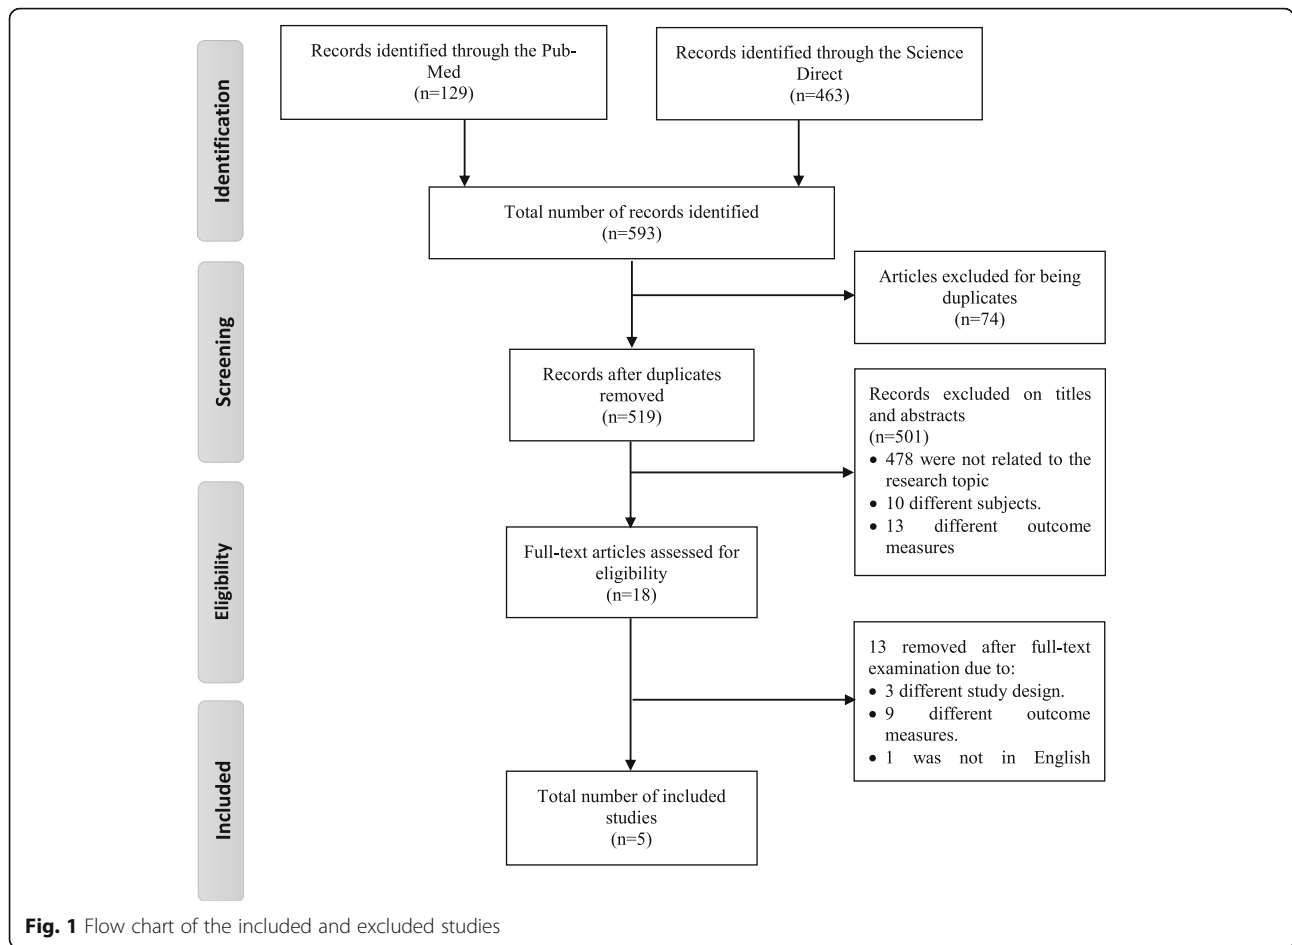 Identification
Records identified through the Pub-
Med
(n=129)
Records identified through the Science
Direct
(n=463)
Total number of records identified
(n=593)
Screening
Articles excluded for being
duplicates
(n=74)
Records after duplicates
removed
(n=519)
Records excluded on titles
and abstracts
(n=501)
• 478 were not related to the
research topic
• 10 different subjects.
• 13 different outcome
measures
Eligibility
Full-text articles assessed for
eligibility
(n=18)
13 removed after full-text
examination due to:
• 3 different study design.
• 9 different outcome
measures.
• 1 was not in English
Included
Total number of included
studies
(n=5)
Fig. 1 Flow chart of the included and excluded studies